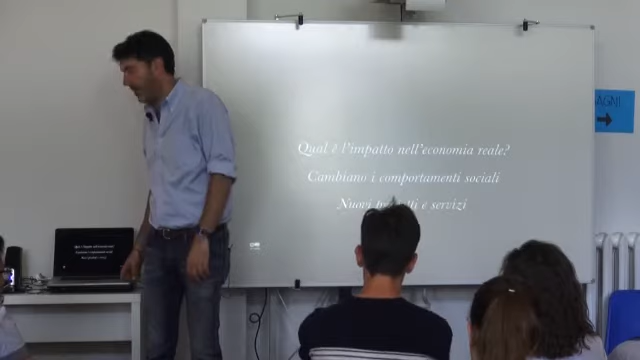 Qual è l'impatto nell'economia reale?
Cambiano i comportamenti sociali
Nuovi e servizi
AGNI